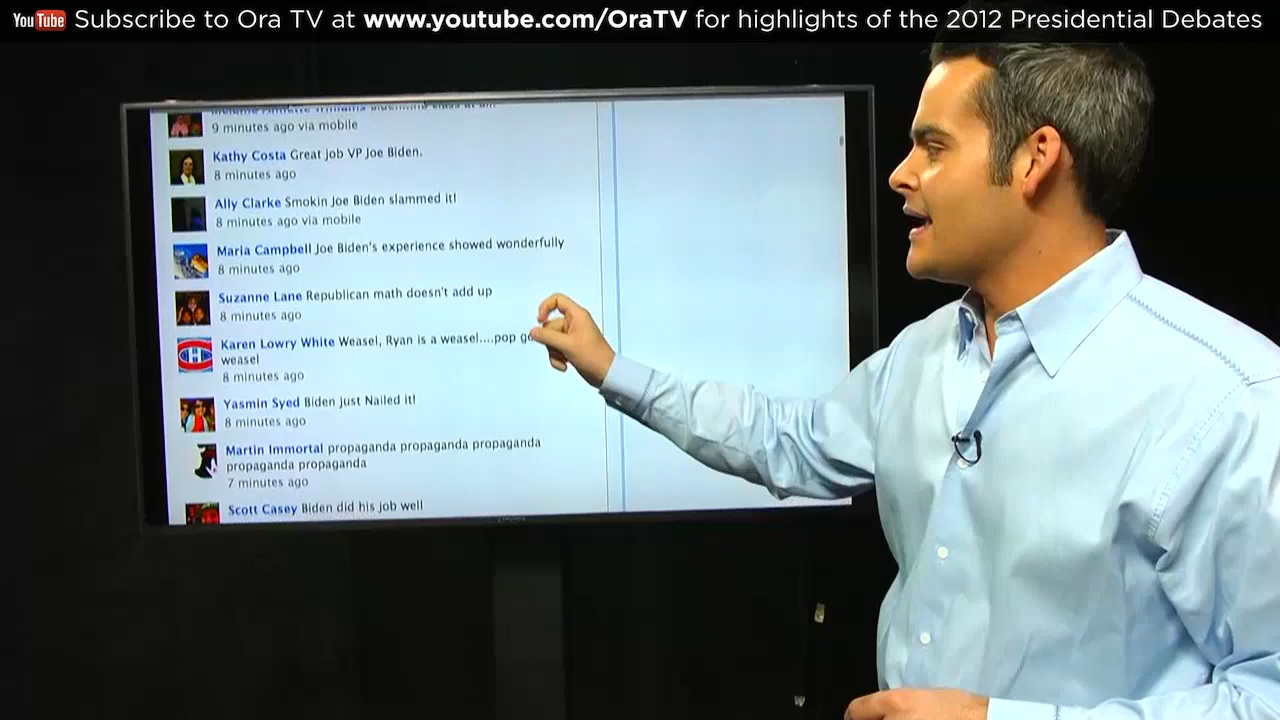 YouTube Subscribe to Ora TV at www.youtube.com/OraTV for highlights of the 2012 Presidential Debates
9 minutes ago via mobile
Kathy Costa Great job VP Joe Biden.
8 minutes ago
Ally Clarke Smokin Joe Biden slammed it!
8 minutes ago via mobile
Maria Campbell Joe Biden's experience showed wonderfully
8 minutes ago
Suzanne Lane Republican math doesn't add up
8 minutes ago
Karen Lowry White Weasel, Ryan is a weasel....pop
weasel
8 minutes ago
Yasmin Syed Biden just Nailed it!
8 minutes ago
Martin Immortal propaganda propaganda propaganda
propaganda propaganda
7 minutes ago
Scott Casey Biden did his job well